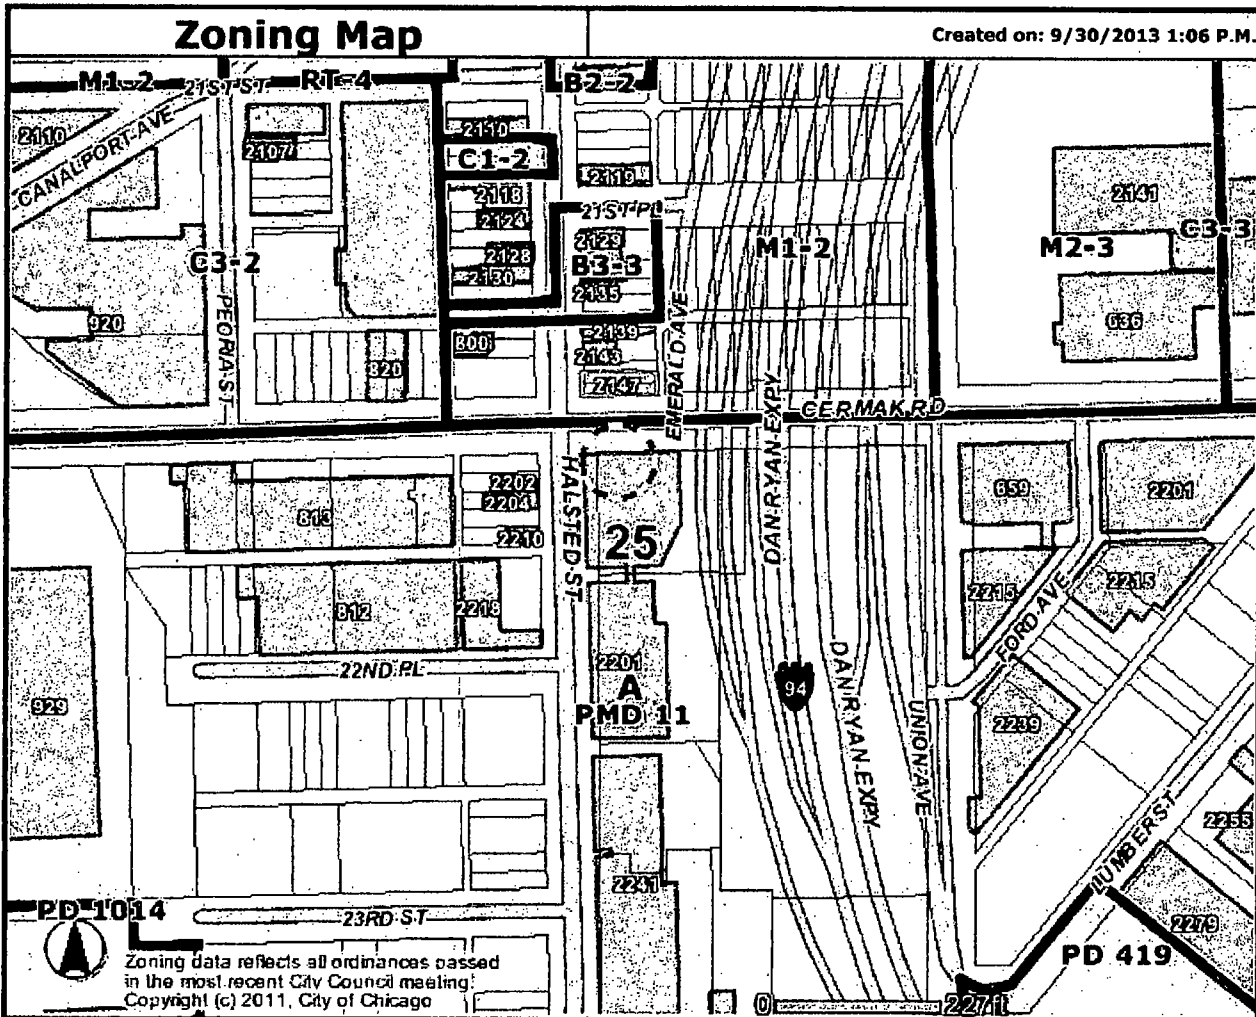 Zoning Map
Created on: 9/30/2013 1:06 P.M.
M1-2
21ST ST
RT-4
B2-2
2110
CANALPORT AVE
2107
2110
C1-2
2119
2118
2124
21ST PL
2141
C3-3
2128
2129
M1-2
M2-3
C3-2
B3-3
2130
2135
920
PEORIA ST
820
800
2139
2143
2147
EMERALD AVE
636
CERMAK RD
DAN RYAN EXPY
HALSTED ST
813
2202
2204
2210
25
659
2201
812
2218
2215
2215
FORD AVE
22ND PL
2201
A
PMD 11
94
DAN RYAN EXPY
UNION AVE
929
2239
2255
LUMBER ST
2241
PD 1014
23RD ST
2279
PD 419
Zoning data reflects all ordinances passed
in the most recent City Council meeting
Copyright (c) 2011, City of Chicago
0
227 ft